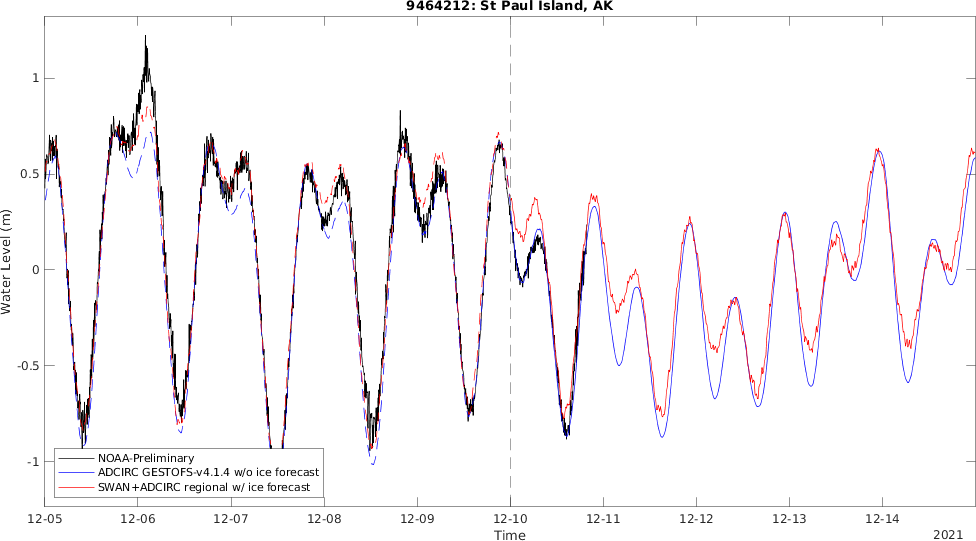 9464212: St Paul Island, AK
Water Level (m)
1
0.5
0
-0.5
-1
NOAA-Preliminary
ADCIRC GESTOFS-v4.1.4 w/o ice forecast
SWAN+ADCIRC regional w/ ice forecast
12-05 12-06 12-07 12-08 12-09 12-10 12-11 12-12 12-13 12-14
Time
2021